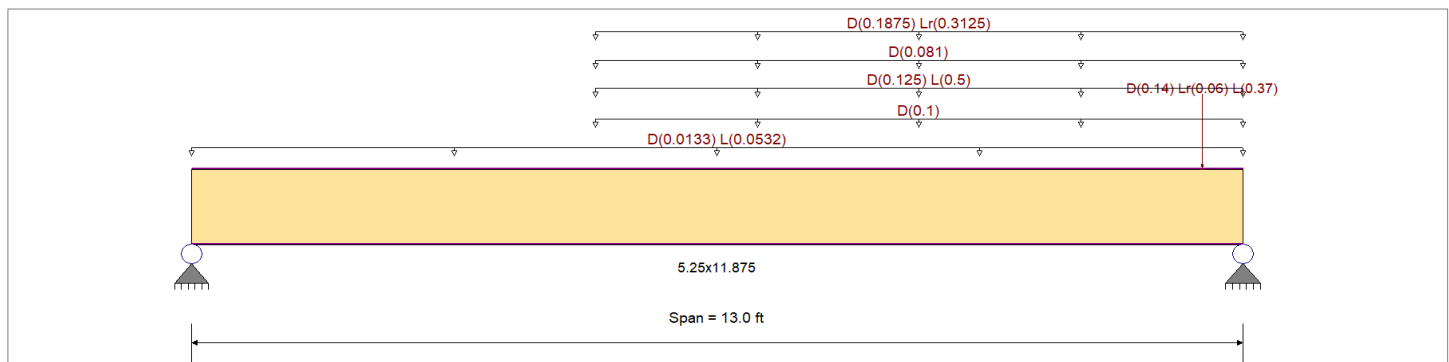 D(0.1875) Lr(0.3125)
D(0.081)
D(0.125) L(0.5)
D(0.14) Lr(0.06) L(0.37)
D(0.1)
D(0.0133) L(0.0532)
5.25x11.875
Span = 13.0 ft